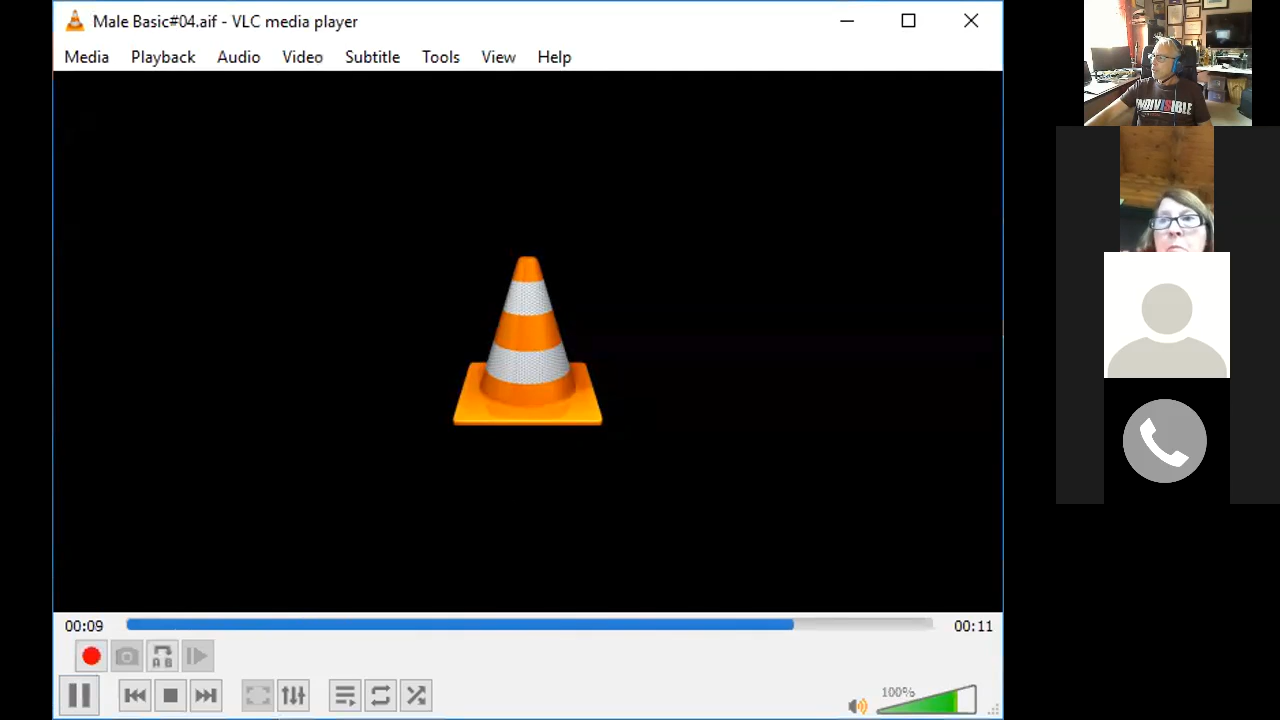 Male Basic#04.aif - VLC media player
Media Playback Audio Video Subtitle Tools View Help
INDIVISIBLE
00:09 00:11
A B
100%